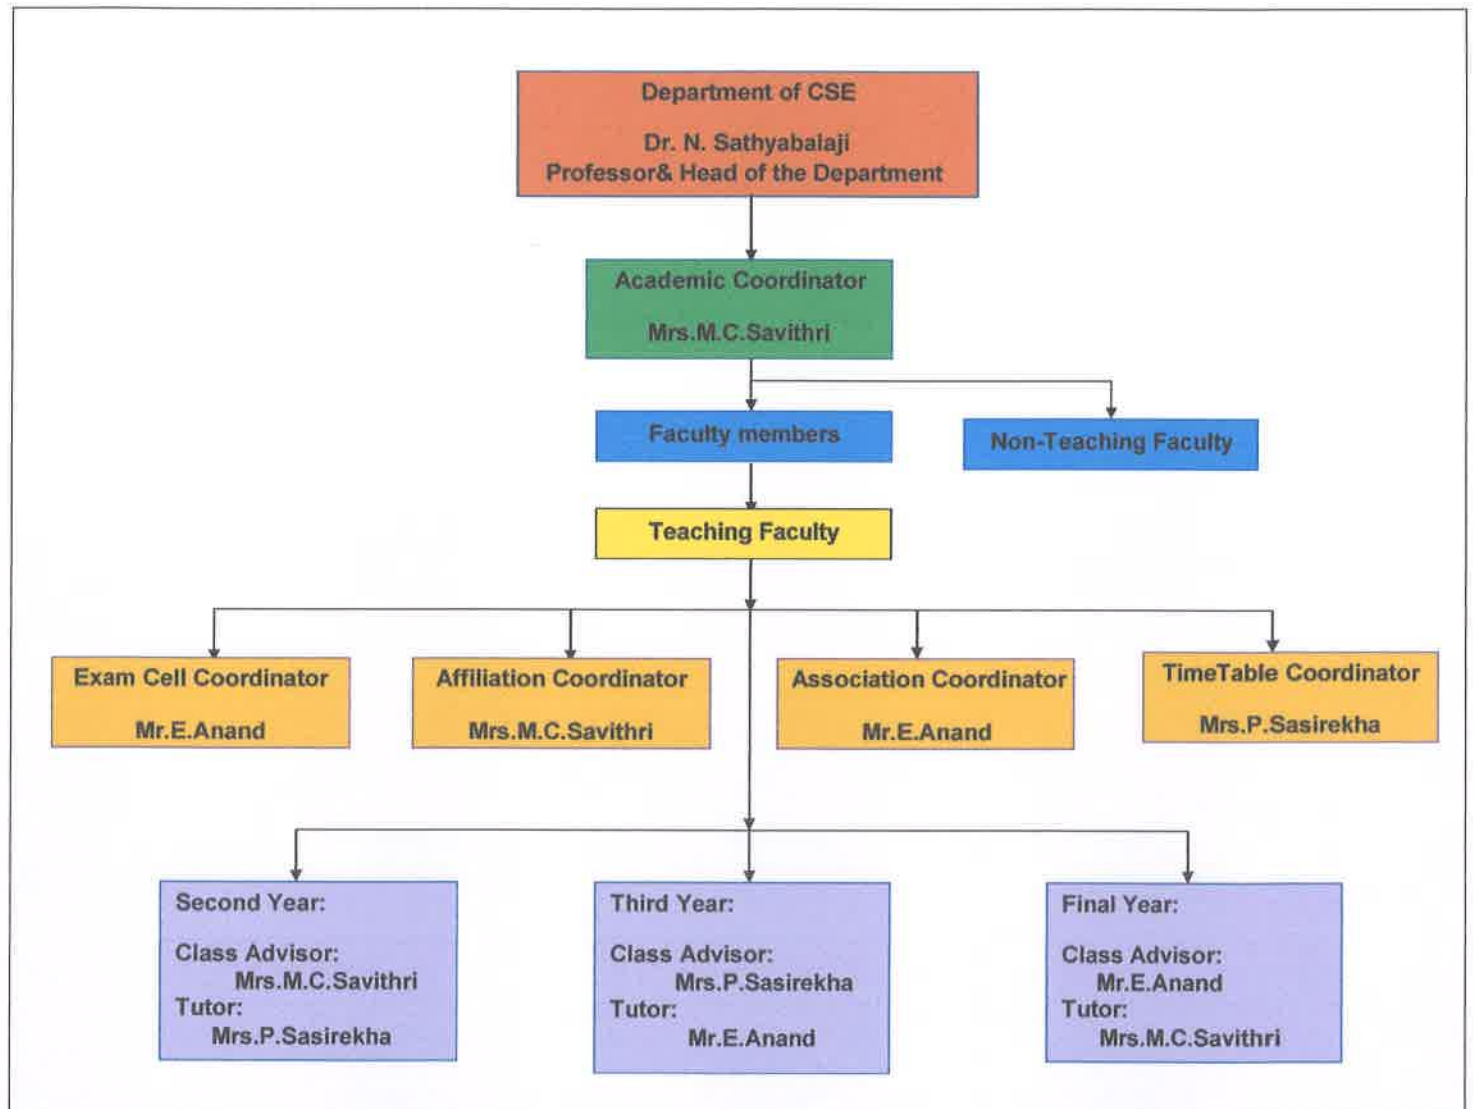 Department of CSE
Dr. N. Sathyabalaji
Professor& Head of the Department
Academic Coordinator
Mrs.M.C.Savithri
Faculty members
Non-Teaching Faculty
Teaching Faculty
Exam Cell Coordinator
Mr.E.Anand
Affiliation Coordinator
Mrs.M.C.Savithri
Association Coordinator
Mr.E.Anand
TimeTable Coordinator
Mrs.P.Sasirekha
Second Year:
Class Advisor:
Mrs.M.C.Savithri
Tutor:
Mrs.P.Sasirekha
Third Year:
Class Advisor:
Mrs.P.Sasirekha
Tutor:
Mr.E.Anand
Final Year:
Class Advisor:
Mr.E.Anand
Tutor:
Mrs.M.C.Savithri